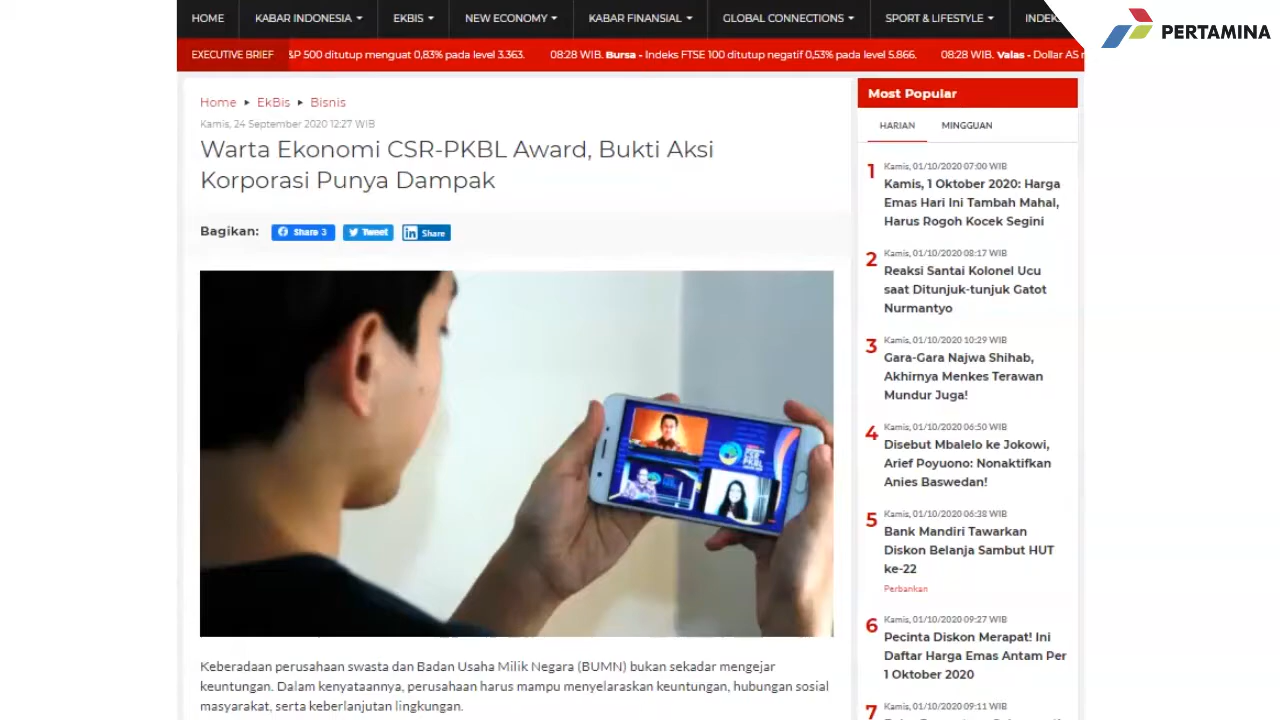 HOME KABAR INDONESIA EKBIS NEW ECONOMY KABAR FINANSIAL GLOBAL CONNECTIONS SPORT & LIFESTYLE
PERTAMINA
EXECUTIVE BRIEF &P 500 ditutup menguat 0,83% pada level 3.363. 08:28 WIB. Bursa - Indeks FTSE 100 ditutup negatif 0,53% pada level 5.866. 08:28 WIB. Valas - Dollar AS
Home EkBis Bisnis
Kamis, 24 September 2020 12:27 WIB
Warta Ekonomi CSR-PKBL Award, Bukti Aksi
Korporasi Punya Dampak
Bagikan: Share 3 Tweet Share
CSR
PKBL
Keberadaan perusahaan swasta dan Badan Usaha Milik Negara (BUMN) bukan sekadar mengejar
keuntungan. Dalam kenyataannya, perusahaan harus mampu menyelaraskan keuntungan, hubungan sosial
masyarakat, serta keberlanjutan lingkungan.
Most Popular
HARIAN MINGGUAN
1 Kamis, 01/10/2020 07:00 WIB
Kamis, 1 Oktober 2020: Harga
Emas Hari Ini Tambah Mahal,
Harus Rogoh Kocek Segini
2 Kamis, 01/10/2020 08:17 WIB
Reaksi Santai Kolonel Ucu
saat Ditunjuk-tunjuk Gatot
Nurmantyo
3 Kamis, 01/10/2020 10:29 WIB
Gara-Gara Najwa Shihab,
Akhirnya Menkes Terawan
Mundur Juga!
4 Kamis, 01/10/2020 06:50 WIB
Disebut Mbalelo ke Jokowi,
Arief Poyuono: Nonaktifkan
Anies Baswedan!
5 Kamis, 01/10/2020 06:38 WIB
Bank Mandiri Tawarkan
Diskon Belanja Sambut HUT
ke-22
Perbankan
6 Kamis, 01/10/2020 09:27 WIB
Pecinta Diskon Merapat! Ini
Daftar Harga Emas Antam Per
1 Oktober 2020
7 Kamis, 01/10/2020 09:11 WIB